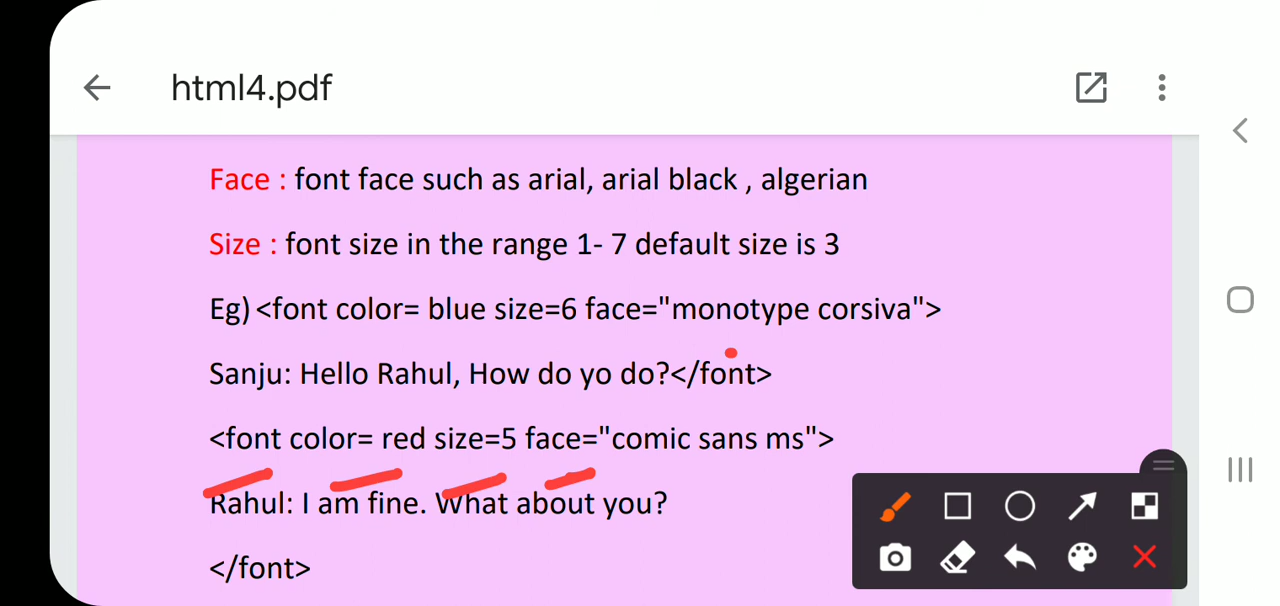 html4.pdf
Face : font face such as arial, arial black , algerian
Size : font size in the range 1- 7 default size is 3
Eg) <font color= blue size=6 face="monotype corsiva">
Sanju: Hello Rahul, How do yo do?</font>
<font color= red size=5 face="comic sans ms">
Rahul: I am fine. What about you?
</font>